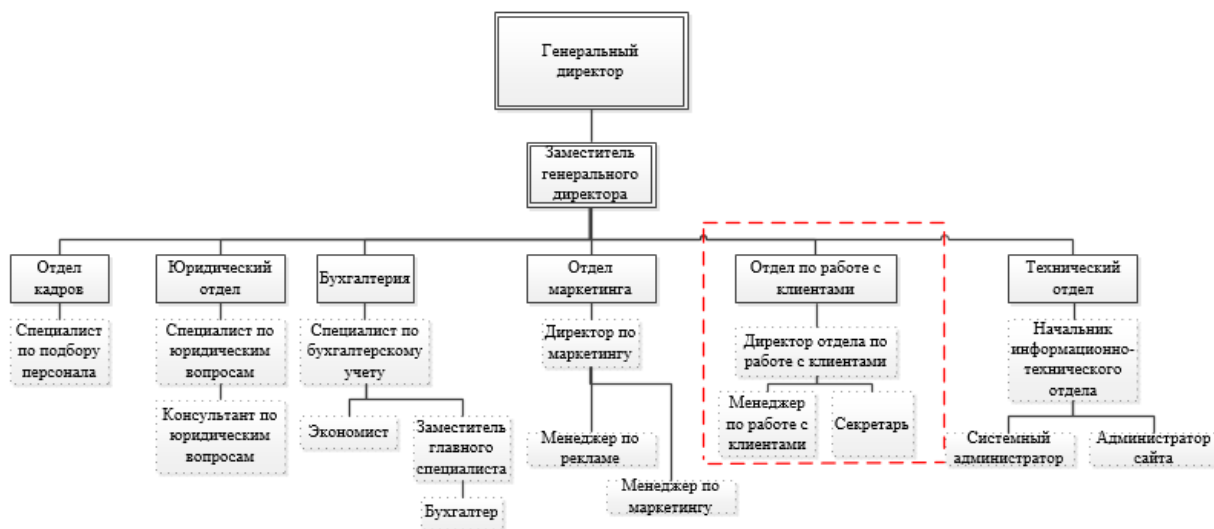 Генеральный
директор
Заместитель
генерального
директора
Отдел
кадров
Юридический
отдел
Бухгалтерия
Отдел
маркетинга
Отдел по работе с
клиентами
Технический
отдел
Специалист
по подбору
персонала
Специалист по
юридическим
вопросам
Специалист по
бухгалтерскому
учету
Директор по
маркетингу
Директор отдела по
работе с клиентами
Начальник
информационно-
технического
отдела
Консультант по
юридическим
вопросам
Экономист
Заместитель
главного
специалиста
Менеджер по
рекламе
Менеджер
по работе с
клиентами
Секретарь
Системный
администратор
Администратор
сайта
Бухгалтер
Менеджер по
маркетингу